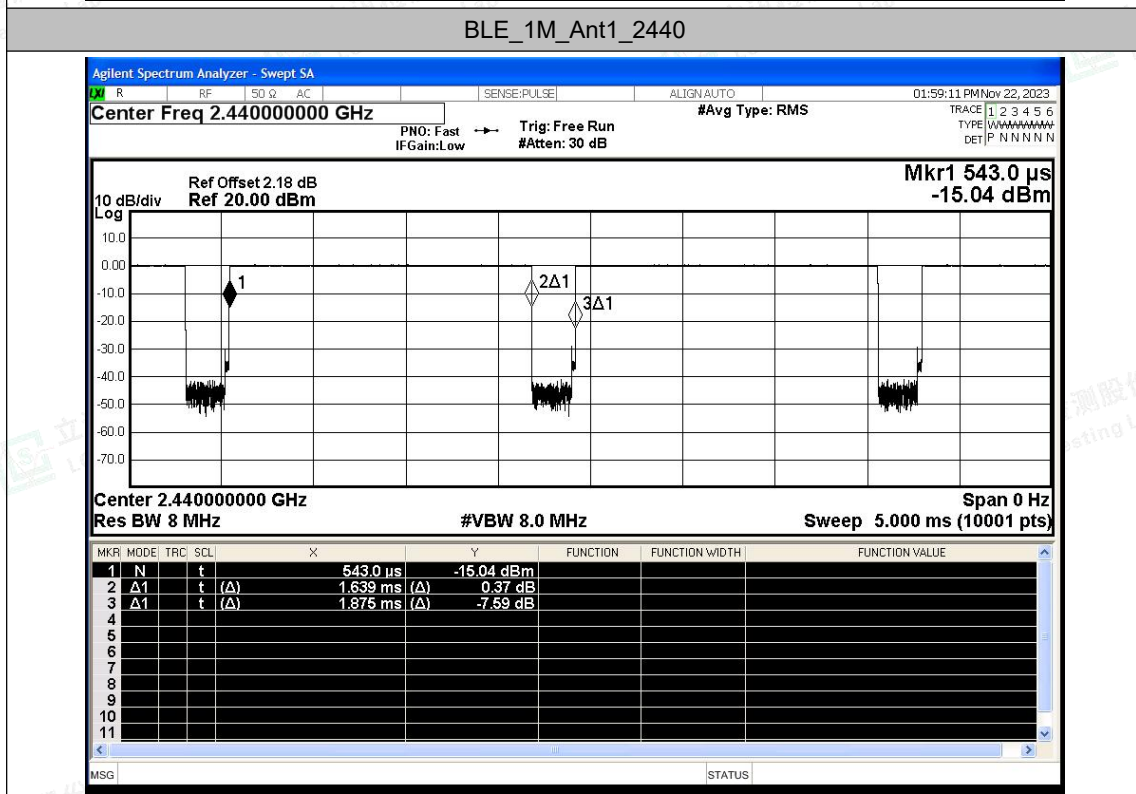 BLE_1M_Ant1_2440
Agilent Spectrum Analyzer - Swept SA
LXI R RF 50 Ω AC SENSE:PULSE ALIGN AUTO 01:59:11 PM Nov 22, 2023
Center Freq 2.440000000 GHz #Avg Type: RMS TRACE 1 2 3 4 5 6
PNO: Fast Trig: Free Run TYPE WWWWWW
IFGain:Low #Atten: 30 dB DET P N N N N N
Mkr1 543.0 µs
Ref Offset 2.18 dB
10 dB/div Ref 20.00 dBm -15.04 dBm
Log
10.0
0.00
1
2Δ1
-10.0
3Δ1
-20.0
-30.0
-40.0
-50.0
-60.0
-70.0
Center 2.440000000 GHz Span 0 Hz
Res BW 8 MHz #VBW 8.0 MHz Sweep 5.000 ms (10001 pts)
MKR MODE TRC SCL X Y FUNCTION FUNCTION WIDTH FUNCTION VALUE
1 N t 543.0 µs -15.04 dBm
2 Δ1 t (Δ) 1.639 ms (Δ) 0.37 dB
3 Δ1 t (Δ) 1.875 ms (Δ) -7.59 dB
4
5
6
7
8
9
10
11
MSG STATUS